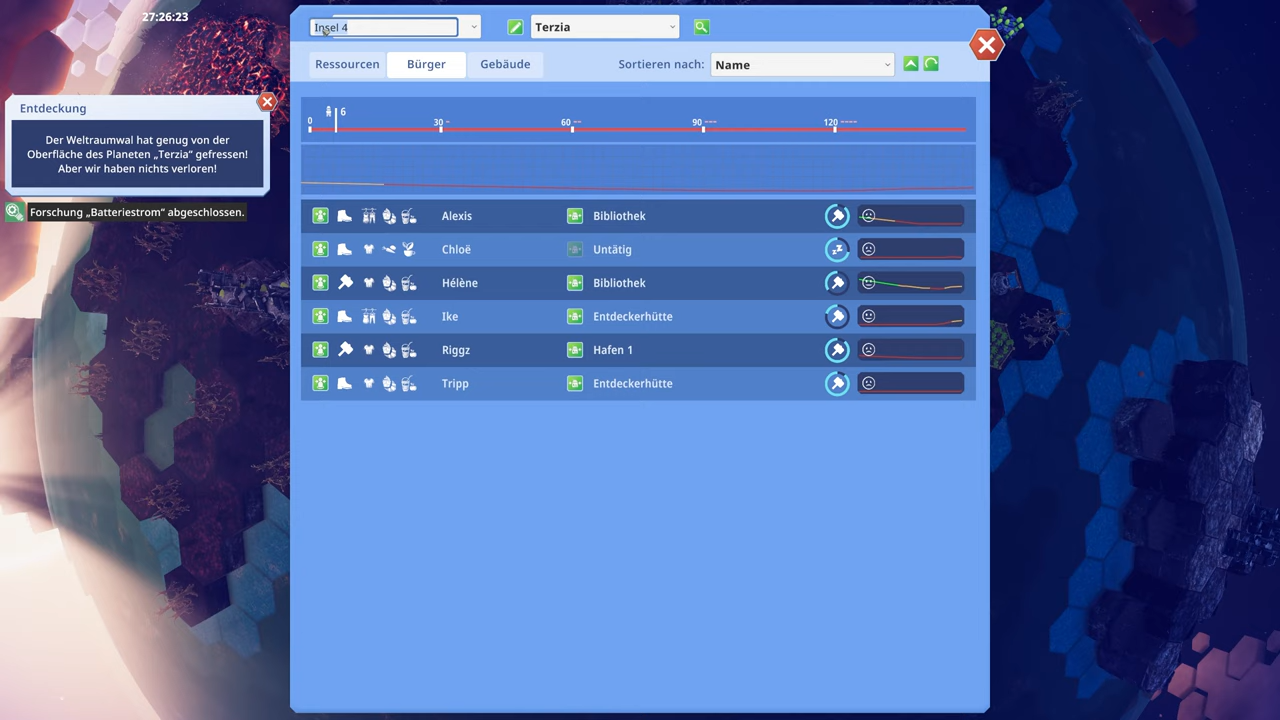 27:26:23
Insel 4
Terzia
Ressourcen
Bürger
Gebäude
Sortieren nach:
Name
Entdeckung
Der Weltraumwal hat genug von der
Oberfläche des Planeten „Terzia“ gefressen!
Aber wir haben nichts verloren!
Forschung „Batteriestrom“ abgeschlossen.
6
0
30 -
60 --
90 ---
120 ----
Alexis Bibliothek
Chloë Untätig
Hélène Bibliothek
Ike Entdeckerhütte
Riggz Hafen 1
Tripp Entdeckerhütte